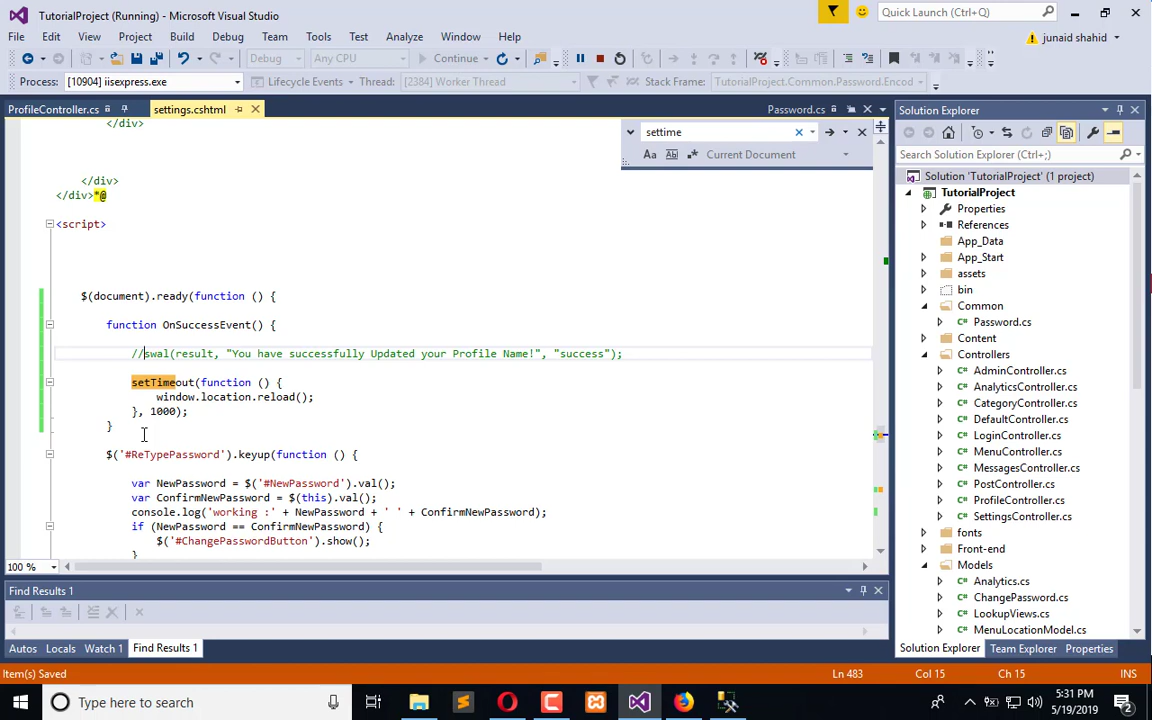 TutorialProject (Running) - Microsoft Visual Studio
Quick Launch (Ctrl+Q)
File Edit View Project Build Debug Team Tools Test Analyze Window Help
junaid shahid
Debug Any CPU Continue
Process: [10904] iisexpress.exe Lifecycle Events Thread: [2384] Worker Thread Stack Frame: TutorialProject.Common.Password.Encod
ProfileController.cs settings.cshtml Password.cs
settime
Aa Current Document
</div>
</div>
</div>*@
<script>
$(document).ready(function () {
function OnSuccessEvent() {
//swal(result, "You have successfully Updated your Profile Name!", "success");
setTimeout(function () {
window.location.reload();
}, 1000);
}
$('#ReTypePassword').keyup(function () {
var NewPassword = $('#NewPassword').val();
var ConfirmNewPassword = $(this).val();
console.log('working :' + NewPassword + ' ' + ConfirmNewPassword);
if (NewPassword == ConfirmNewPassword) {
$('#ChangePasswordButton').show();
}
100 %
Find Results 1
Autos Locals Watch 1 Find Results 1
Solution Explorer
Search Solution Explorer (Ctrl+;)
Solution 'TutorialProject' (1 project)
TutorialProject
Properties
References
App_Data
App_Start
assets
bin
Common
Password.cs
Content
Controllers
AdminController.cs
AnalyticsController.cs
CategoryController.cs
DefaultController.cs
LoginController.cs
MenuController.cs
MessagesController.cs
PostController.cs
ProfileController.cs
SettingsController.cs
fonts
Front-end
Models
Analytics.cs
ChangePassword.cs
LookupViews.cs
MenuLocationModel.cs
Solution Explorer Team Explorer Properties
Item(s) Saved Ln 483 Col 15 Ch 15 INS
Type here to search
5:31 PM
5/19/2019